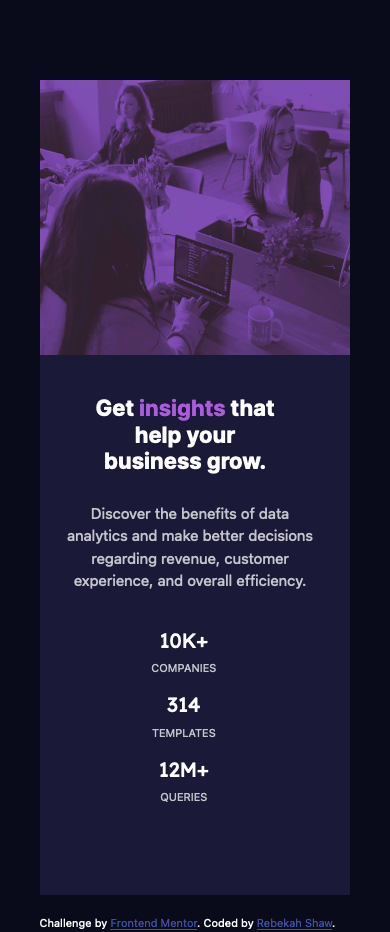 Get insights that
help your
business grow.
Discover the benefits of data
analytics and make better decisions
regarding revenue, customer
experience, and overall efficiency.
10K+
COMPANIES
314
TEMPLATES
12M+
QUERIES
Challenge by Frontend Mentor. Coded by Rebekah Shaw.